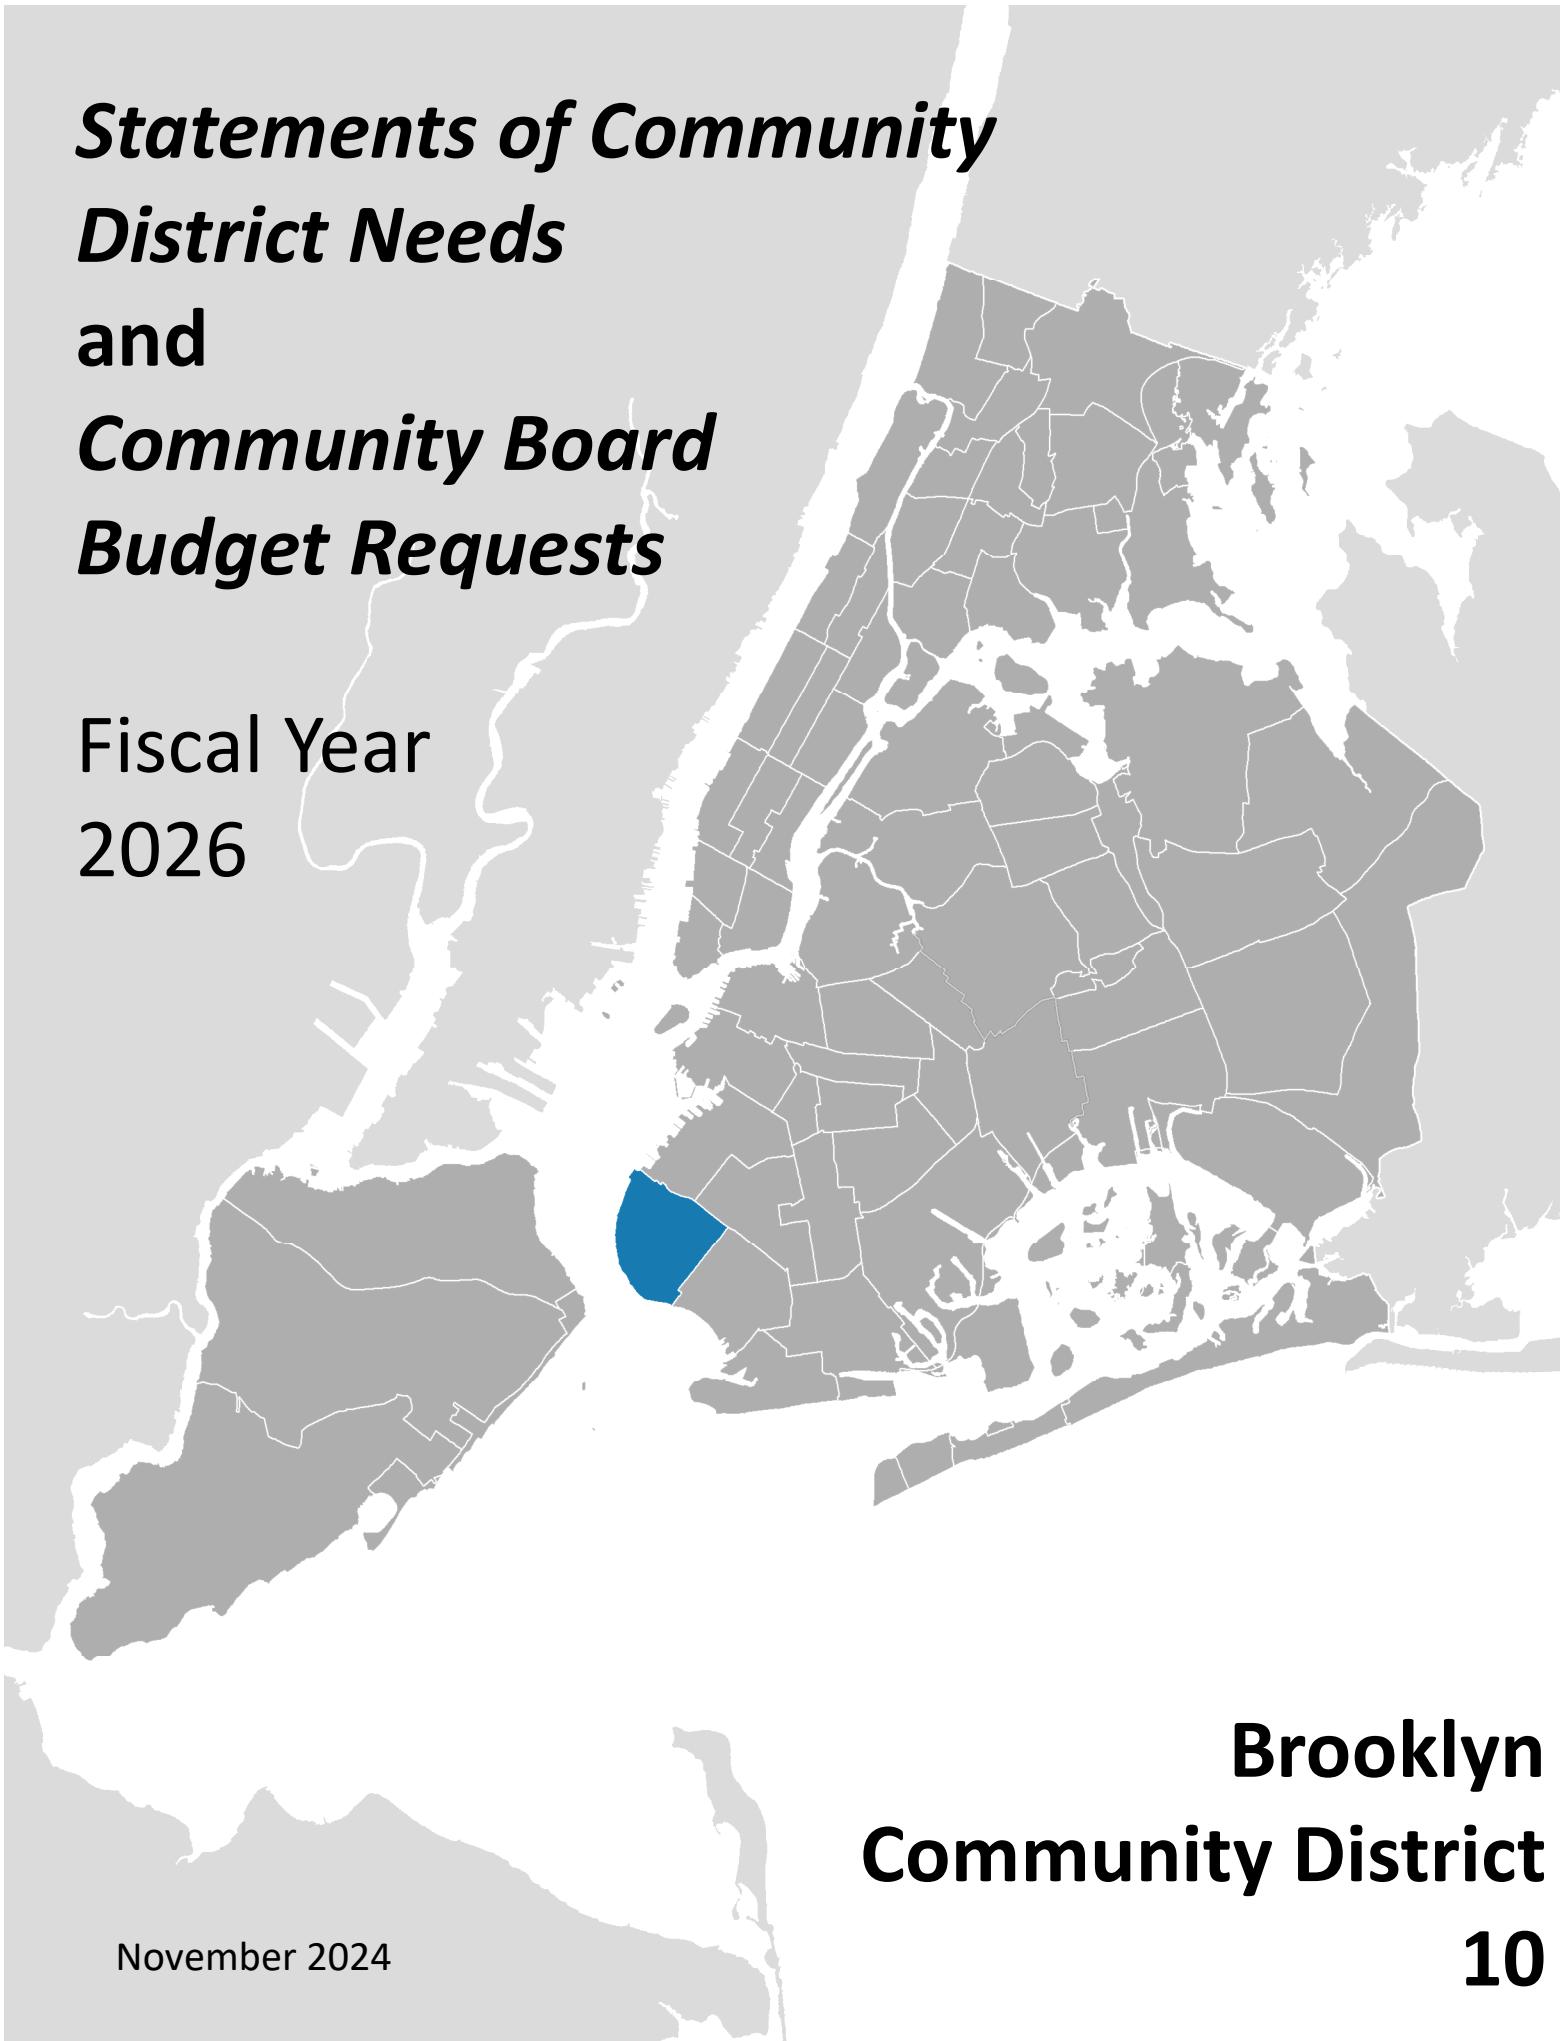 Statements of Community
District Needs
and
Community Board
Budget Requests
Fiscal Year
2026
Brooklyn
Community District
10
November 2024